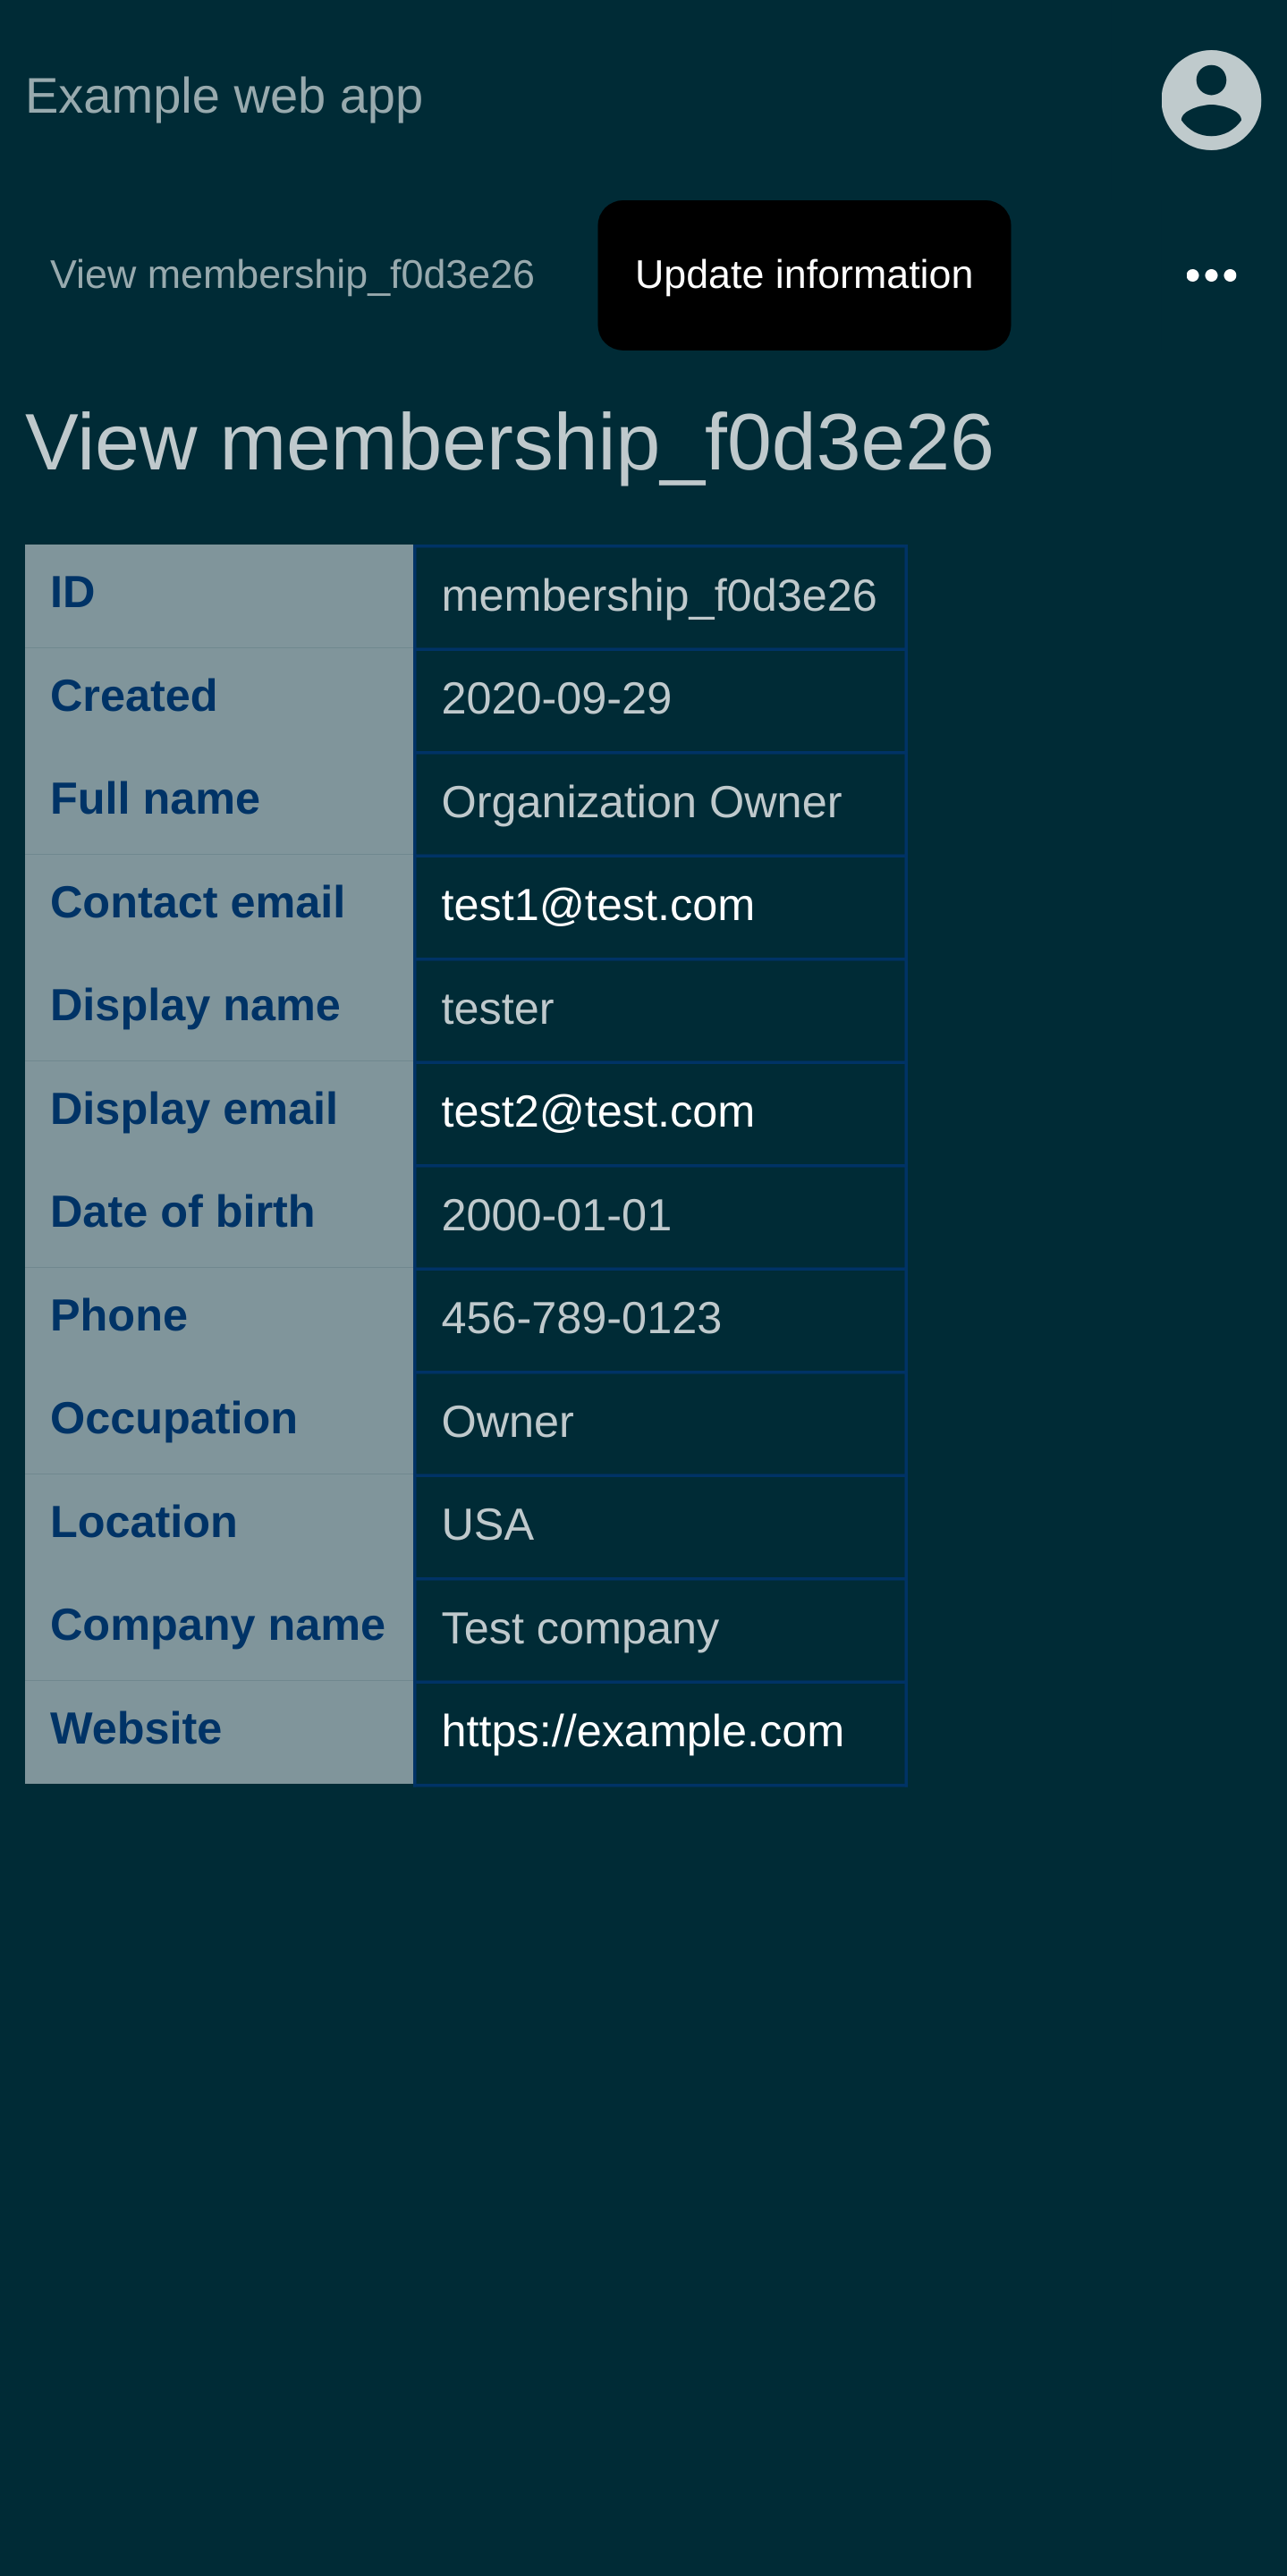 Example web app
View membership_f0d3e26 Update information
View membership_f0d3e26
ID membership_f0d3e26
Created 2020-09-29
Full name Organization Owner
Contact email test1@test.com
Display name tester
Display email test2@test.com
Date of birth 2000-01-01
Phone 456-789-0123
Occupation Owner
Location USA
Company name Test company
Website https://example.com